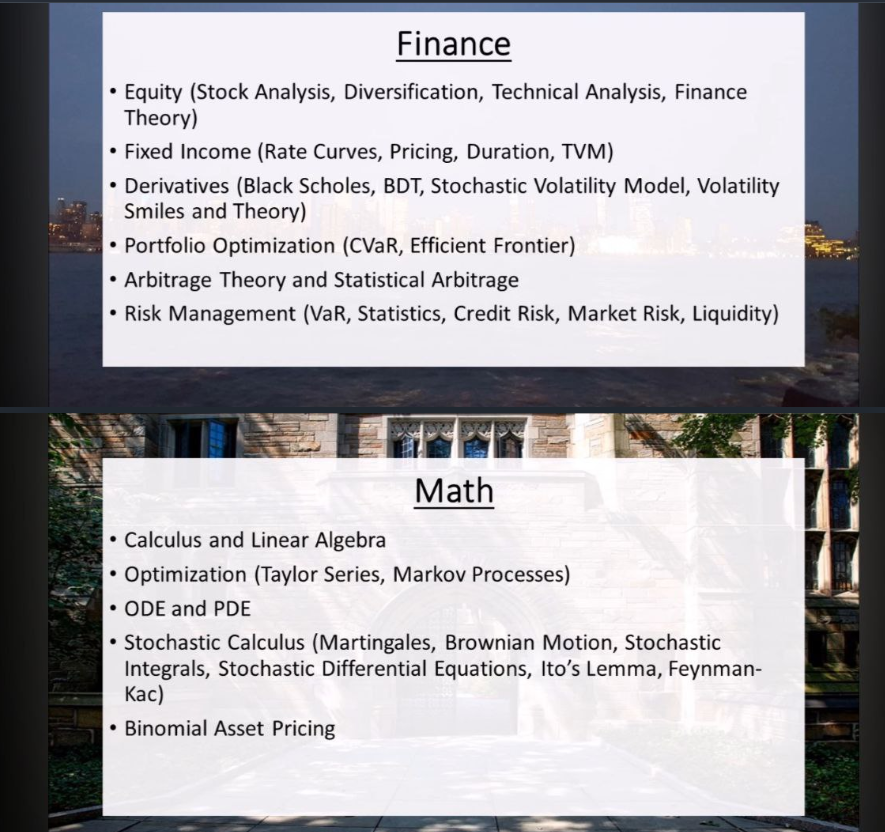 Finance
• Equity (Stock Analysis, Diversification, Technical Analysis, Finance
Theory)
• Fixed Income (Rate Curves, Pricing, Duration, TVM)
• Derivatives (Black Scholes, BDT, Stochastic Volatility Model, Volatility
Smiles and Theory)
• Portfolio Optimization (CVaR, Efficient Frontier)
• Arbitrage Theory and Statistical Arbitrage
• Risk Management (VaR, Statistics, Credit Risk, Market Risk, Liquidity)
Math
• Calculus and Linear Algebra
• Optimization (Taylor Series, Markov Processes)
• ODE and PDE
• Stochastic Calculus (Martingales, Brownian Motion, Stochastic
Integrals, Stochastic Differential Equations, Ito’s Lemma, Feynman-
Kac)
• Binomial Asset Pricing